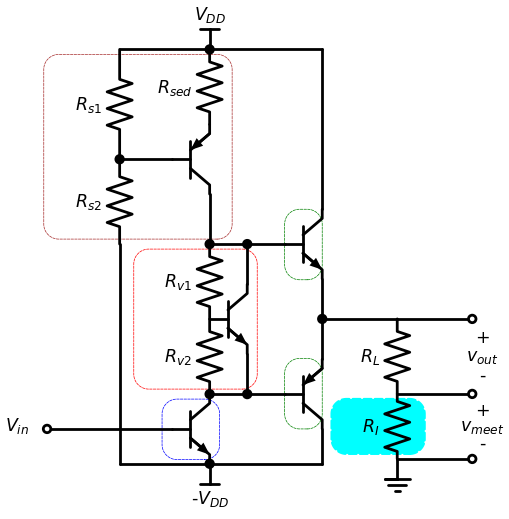 V_DD
R_sed
R_s1
R_s2
R_v1
R_v2
R_L
+
v_out
-
V_in
R_I
+
v_meet
-
-V_DD